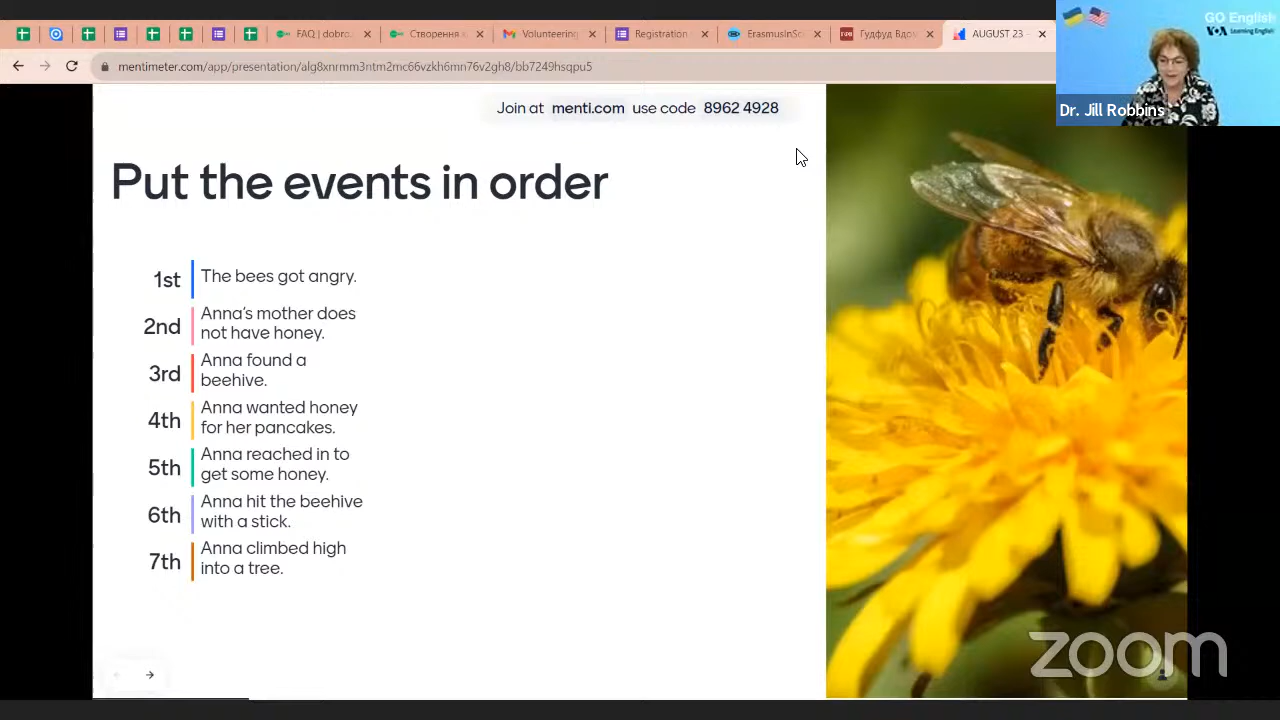 FAQ | dobro.
Створення
Volunteering
Registration
ErasmusInSc
Гудфуд Вдом
AUGUST 23 -
GO English
VOA Learning English
mentimeter.com/app/presentation/alg8xnrmm3ntm2mc66vzkh6mn76v2gh8/bb7249hsqpu5
Dr. Jill Robbins
Join at menti.com use code 8962 4928
Put the events in order
1st The bees got angry.
2nd Anna's mother does
not have honey.
3rd Anna found a
beehive.
4th Anna wanted honey
for her pancakes.
5th Anna reached in to
get some honey.
6th Anna hit the beehive
with a stick.
7th Anna climbed high
into a tree.
zoom